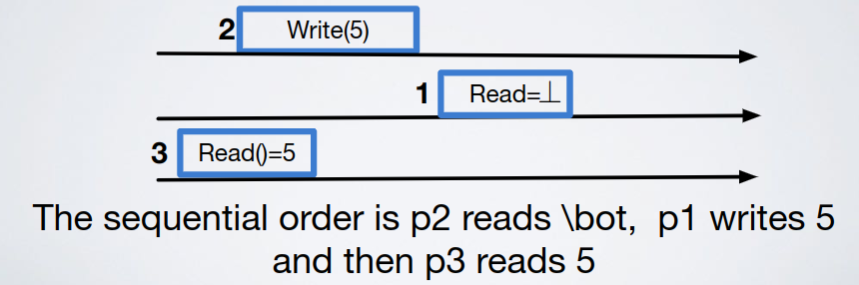 2 Write(5)
1 Read=⊥
3 Read()=5
The sequential order is p2 reads \bot, p1 writes 5
and then p3 reads 5